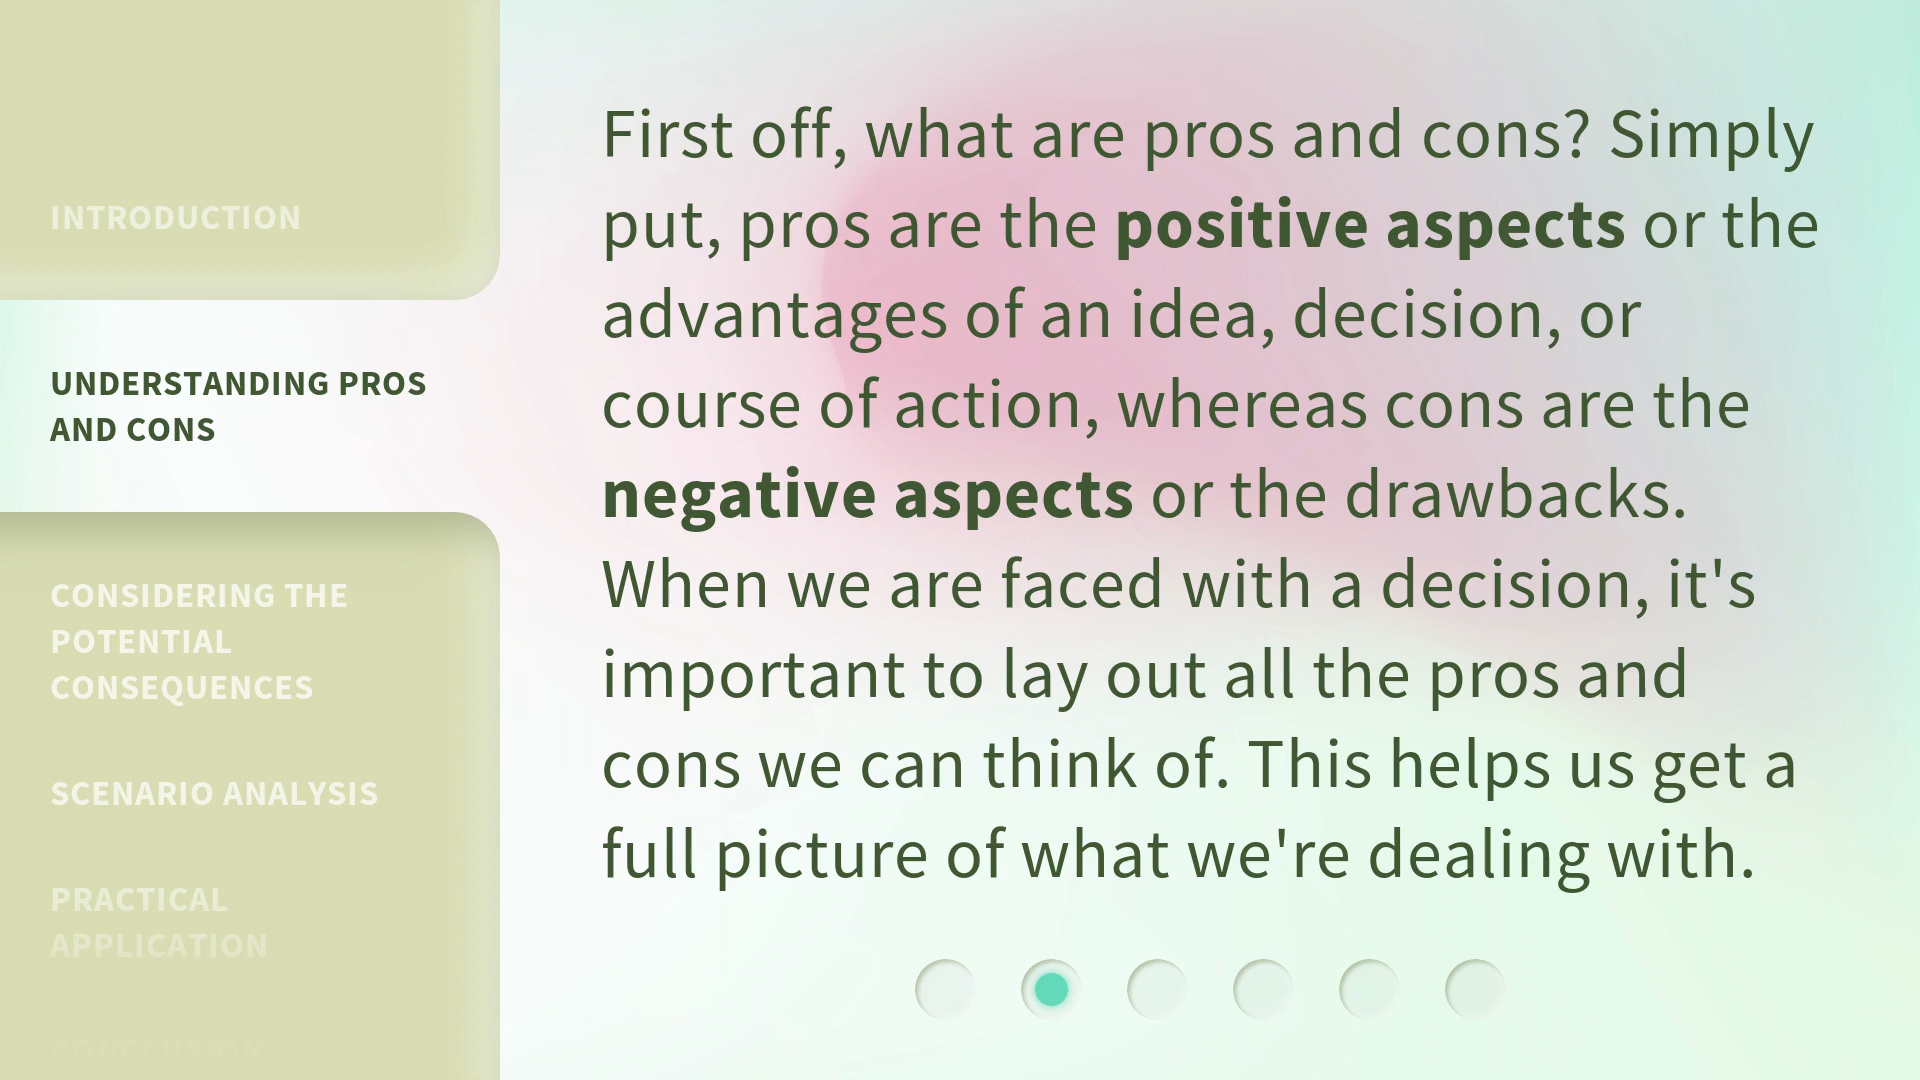 INTRODUCTION
UNDERSTANDING PROS
AND CONS
CONSIDERING THE
POTENTIAL
CONSEQUENCES
SCENARIO ANALYSIS
PRACTICAL
APPLICATION
CONCLUSION
First off, what are pros and cons? Simply
put, pros are the positive aspects or the
advantages of an idea, decision, or
course of action, whereas cons are the
negative aspects or the drawbacks.
When we are faced with a decision, it's
important to lay out all the pros and
cons we can think of. This helps us get a
full picture of what we're dealing with.